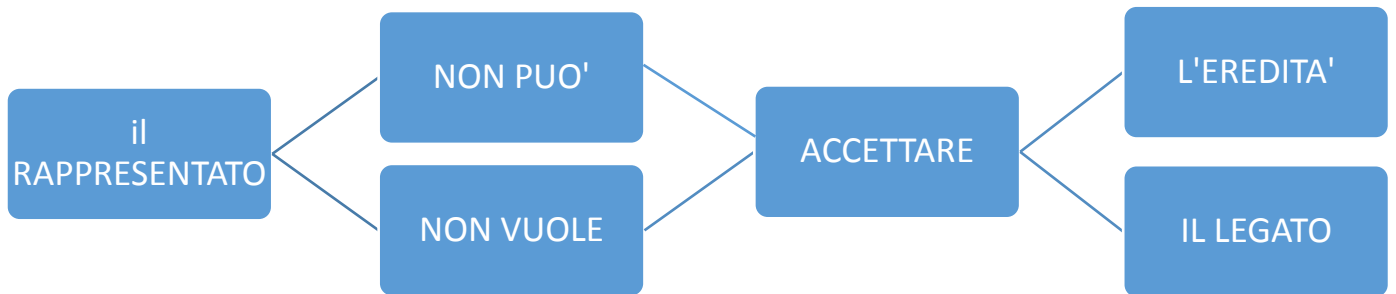 il
RAPPRESENTATO
NON PUO'
NON VUOLE
ACCETTARE
L'EREDITA'
IL LEGATO